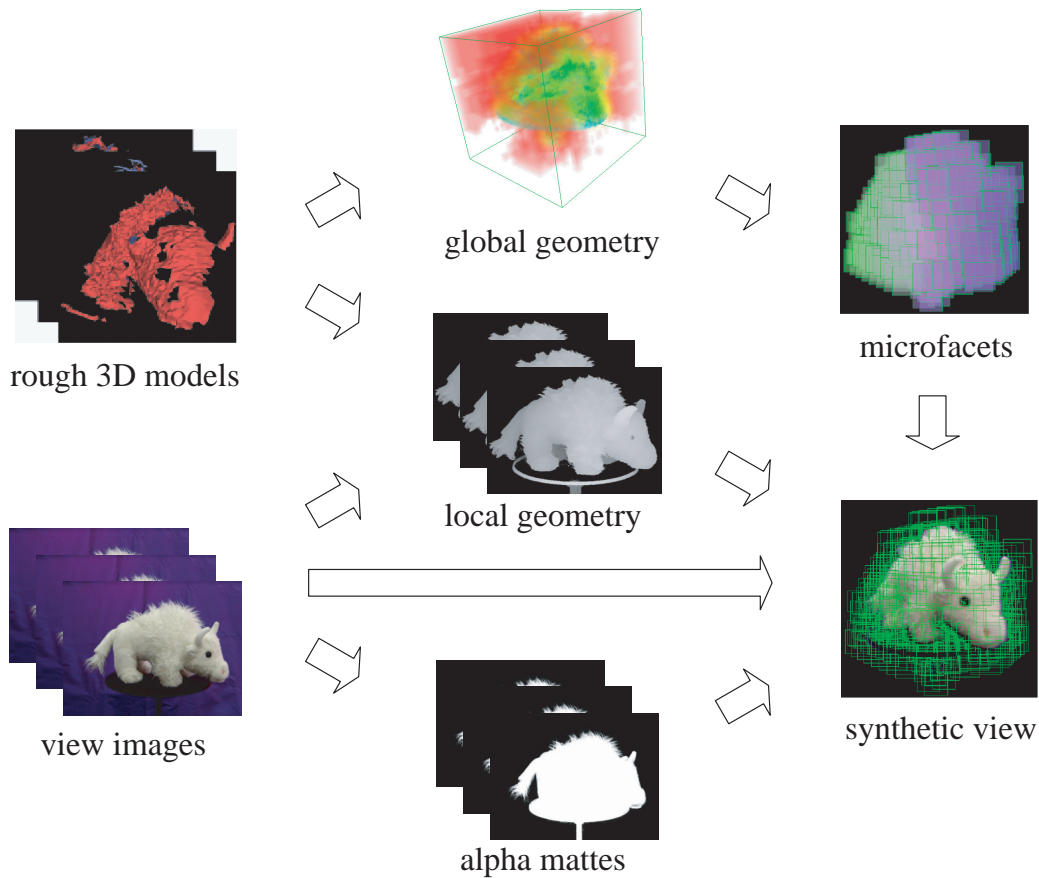 global geometry
rough 3D models
microfacets
local geometry
view images
synthetic view
alpha mattes